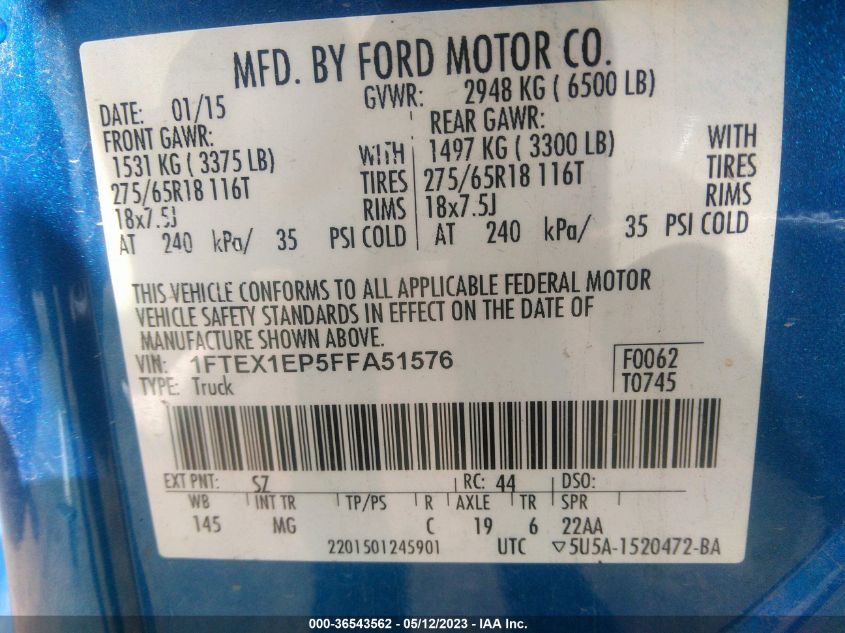 MFD. BY FORD MOTOR CO.
DATE: 01/15 GVWR: 2948 KG ( 6500 LB)
FRONT GAWR: REAR GAWR:
1531 KG ( 3375 LB) WITH 1497 KG ( 3300 LB) WITH
275/65R18 116T TIRES 275/65R18 116T TIRES
18x7.5J RIMS 18x7.5J RIMS
AT 240 kPa/ 35 PSI COLD AT 240 kPa/ 35 PSI COLD
THIS VEHICLE CONFORMS TO ALL APPLICABLE FEDERAL MOTOR
VEHICLE SAFETY STANDARDS IN EFFECT ON THE DATE OF
MANUFACTURE SHOWN ABOVE.
VIN: 1FTEX1EP5FFA51576 F0062
TYPE: Truck T0745
EXT PNT: SZ RC: 44 DSO:
WB INT TR TP/PS R AXLE TR SPR
145 MG C 19 6 22AA
2201501245901 UTC ▽5U5A-1520472-BA
000-36543562 - 05/12/2023 - IAA Inc.